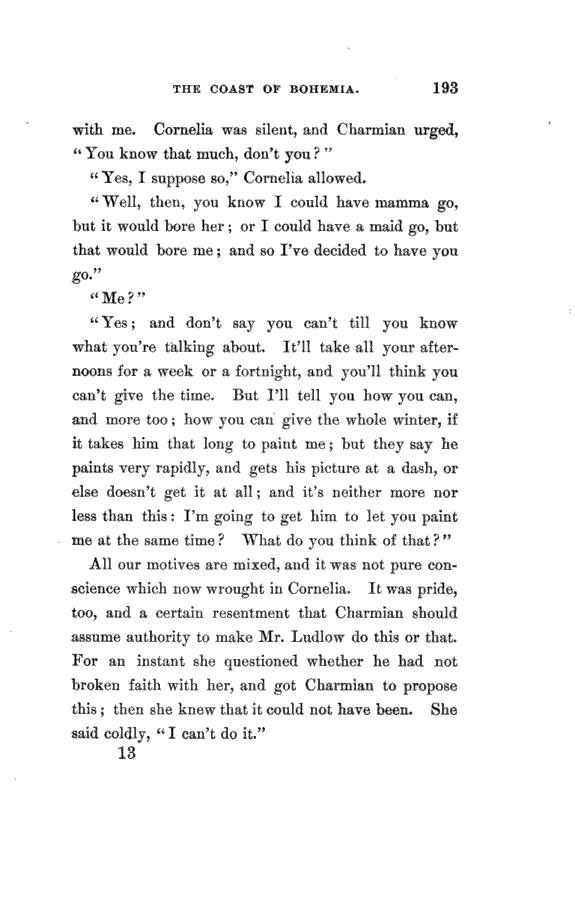 THE COAST OF BOHEMIA. 193
with me. Cornelia was silent, and Charmian urged,
“You know that much, don't you?”
“Yes, I suppose so,” Cornelia allowed.
“Well, then, you know I could have mamma go,
but it would bore her; or I could have a maid go, but
that would bore me; and so I've decided to have you
go.”
“Me?”
“Yes; and don't say you can't till you know
what you're talking about. It'll take all your after-
noons for a week or a fortnight, and you'll think you
can't give the time. But I'll tell you how you can,
and more too; how you can give the whole winter, if
it takes him that long to paint me; but they say he
paints very rapidly, and gets his picture at a dash, or
else doesn't get it at all; and it's neither more nor
less than this: I'm going to get him to let you paint
me at the same time? What do you think of that?”
All our motives are mixed, and it was not pure con-
science which now wrought in Cornelia. It was pride,
too, and a certain resentment that Charmian should
assume authority to make Mr. Ludlow do this or that.
For an instant she questioned whether he had not
broken faith with her, and got Charmian to propose
this; then she knew that it could not have been. She
said coldly, “I can't do it.”
13